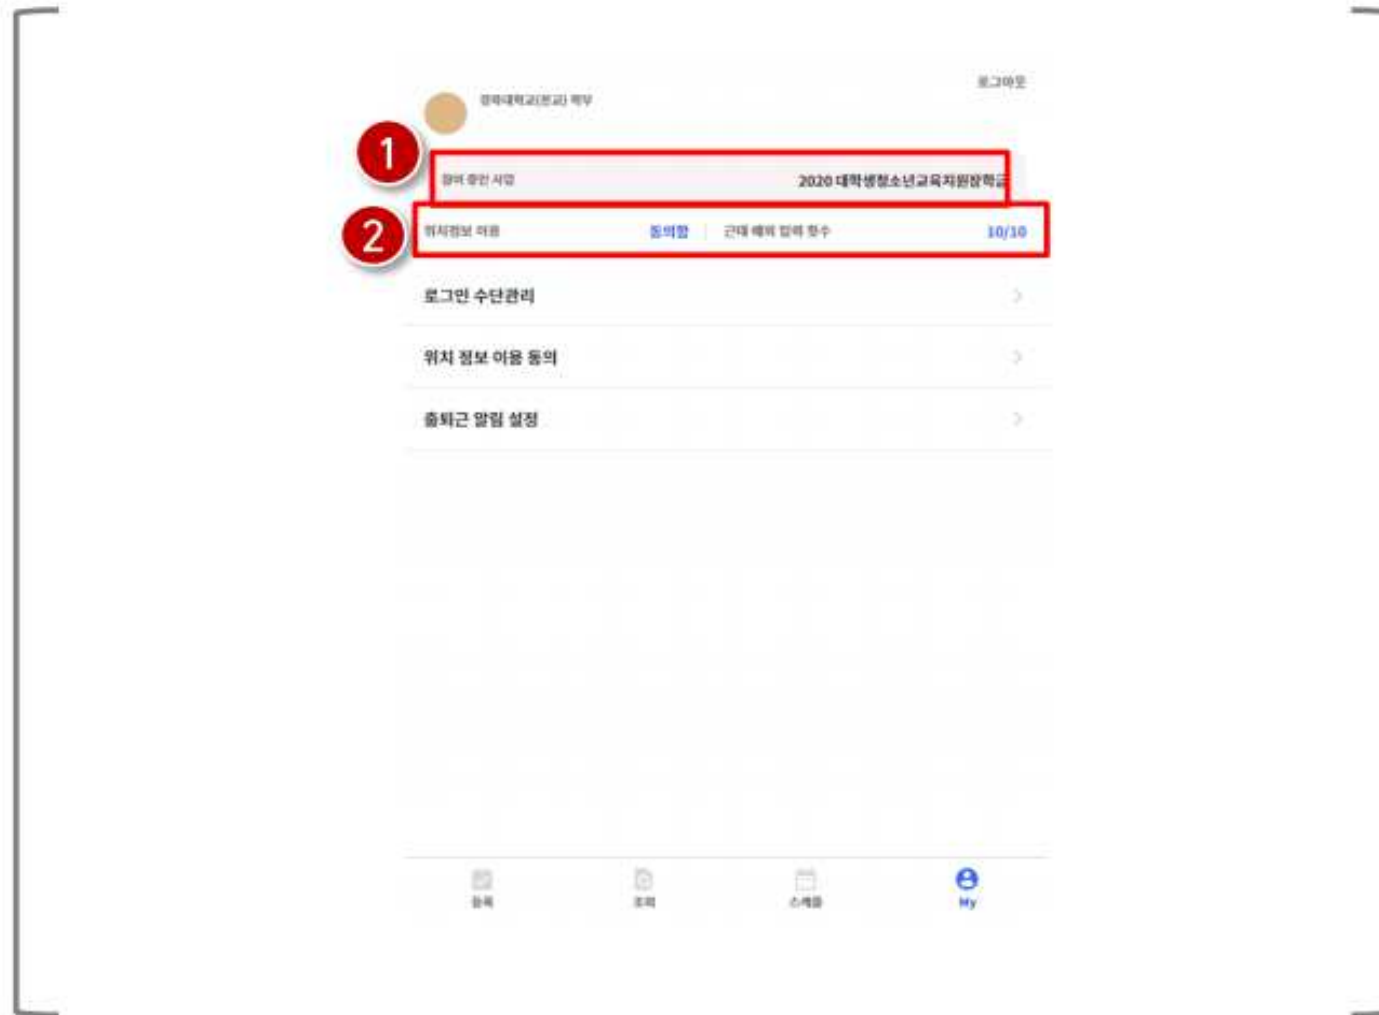 로그아웃
경희대학교(본교) 학부
1
참여 중인 사업 2020 대학생청소년교육지원장학금
2
위치정보 이용 동의함 근태 예외 입력 횟수 10/10
로그인 수단관리
위치 정보 이용 동의
출퇴근 알림 설정
등록 조회 스케줄 My